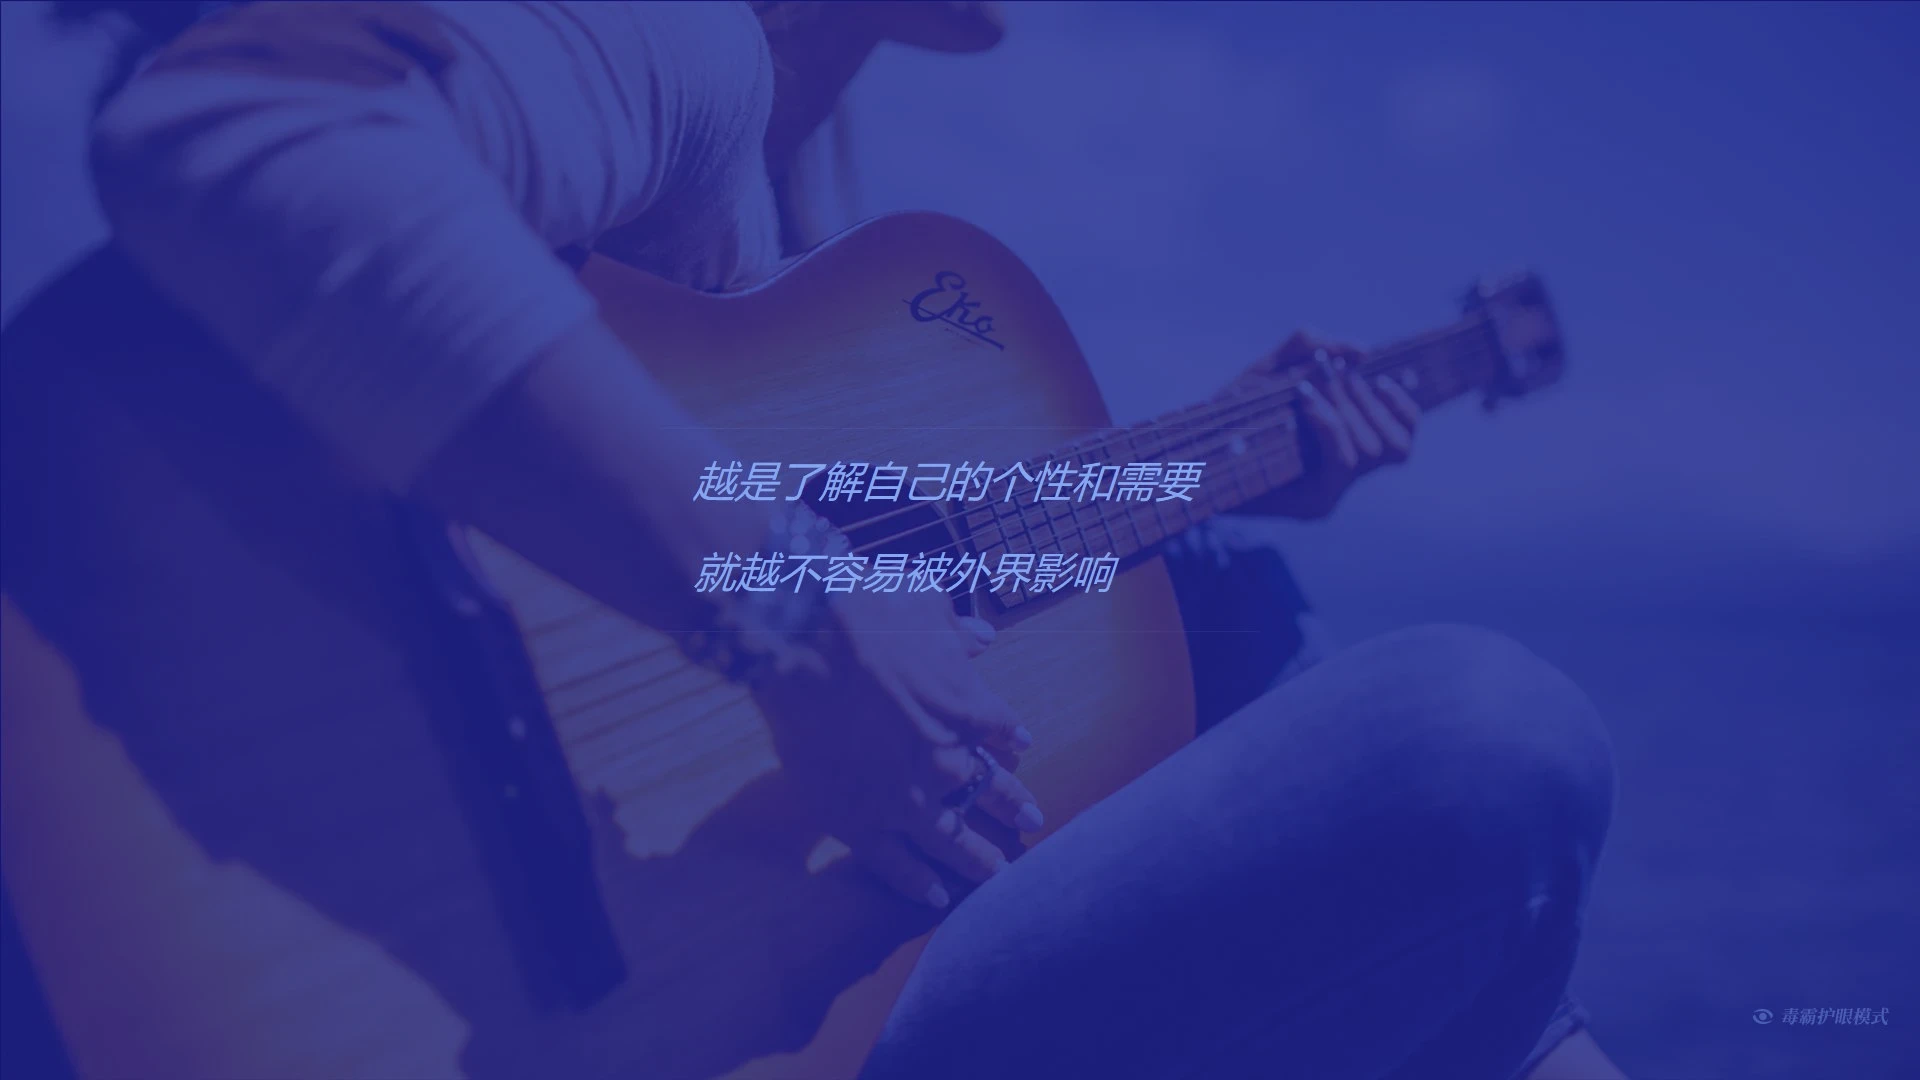 Eko
越是了解自己的个性和需要
就越不容易被外界影响
毒霸护眼模式